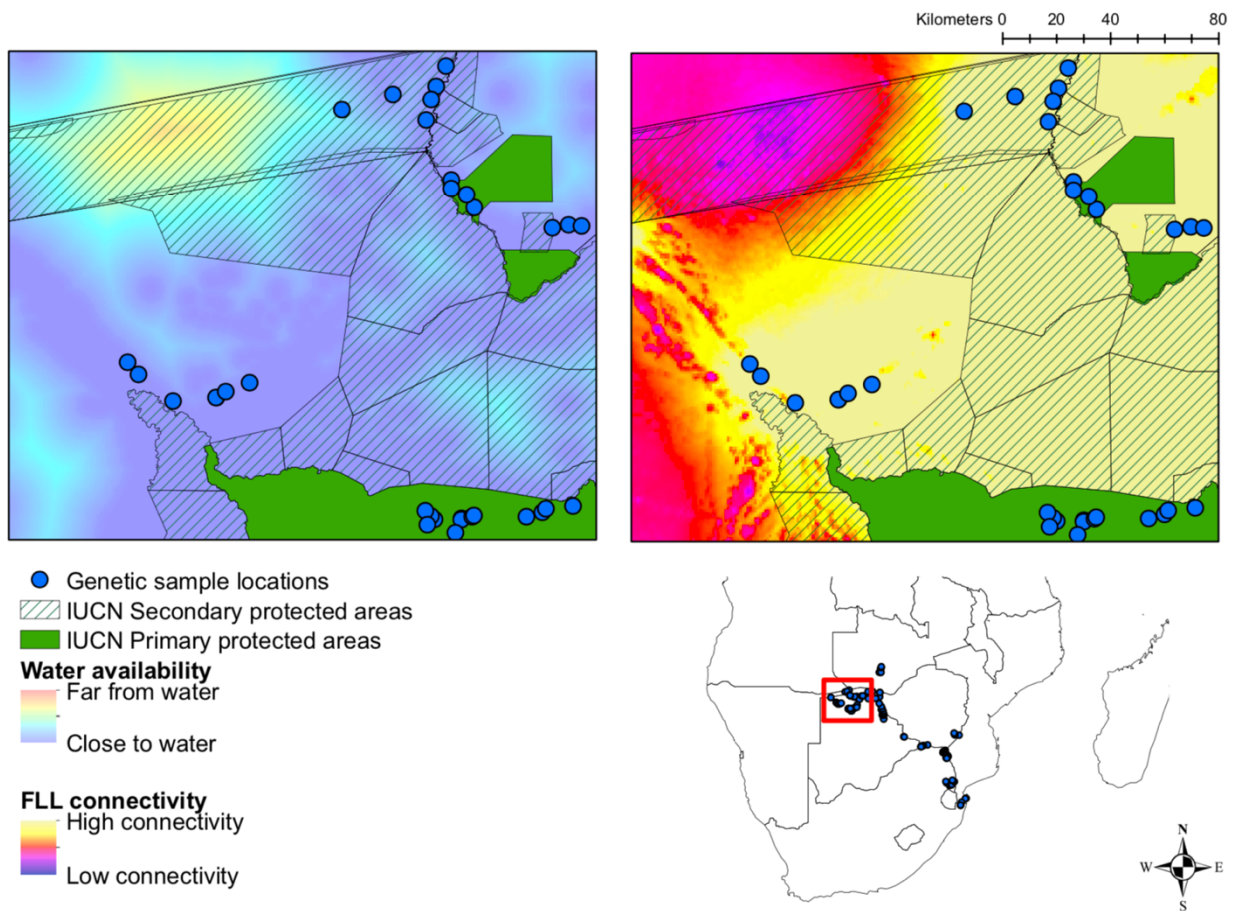 Kilometers 0 20 40 80
Genetic sample locations
IUCN Secondary protected areas
IUCN Primary protected areas
Water availability
Far from water
Close to water
FLL connectivity
High connectivity
Low connectivity
N
W E
S